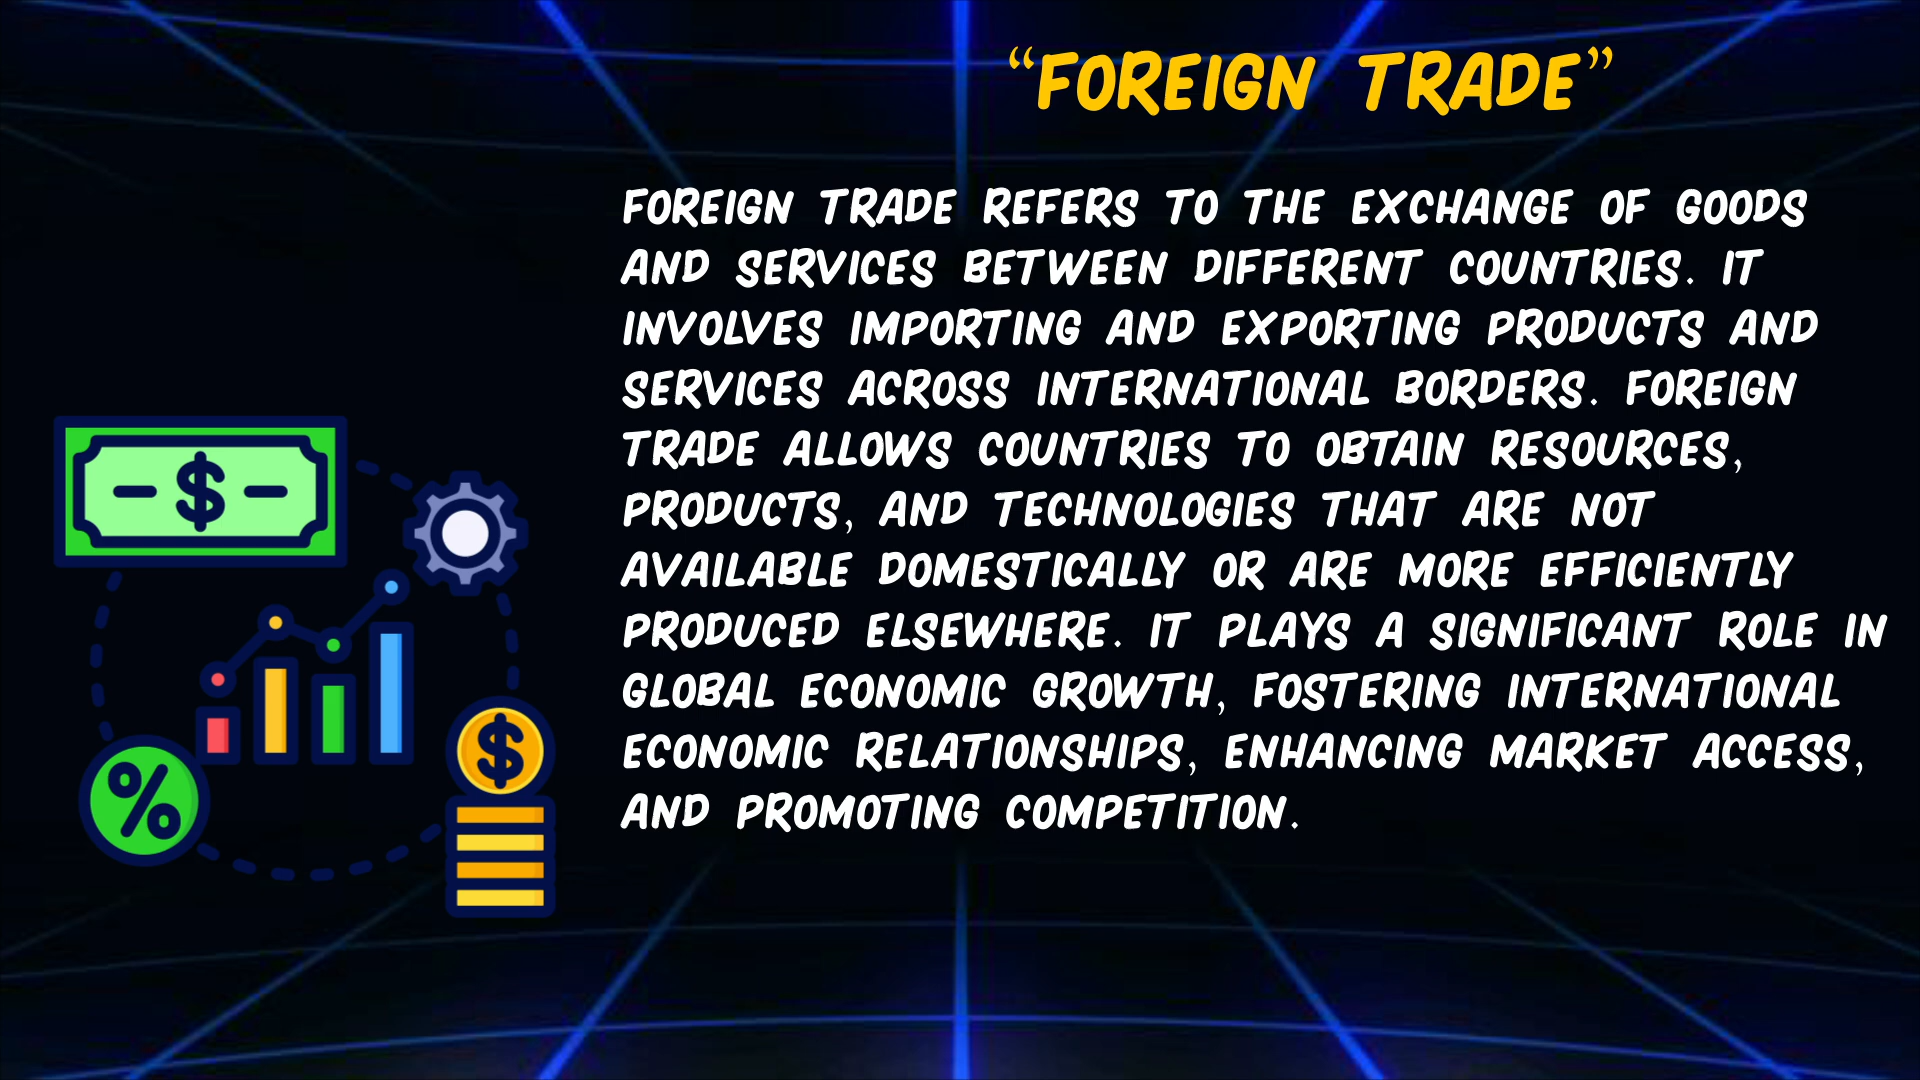 “FOREIGN TRADE”
FOREIGN TRADE REFERS TO THE EXCHANGE OF GOODS
AND SERVICES BETWEEN DIFFERENT COUNTRIES. IT
INVOLVES IMPORTING AND EXPORTING PRODUCTS AND
SERVICES ACROSS INTERNATIONAL BORDERS. FOREIGN
TRADE ALLOWS COUNTRIES TO OBTAIN RESOURCES,
PRODUCTS, AND TECHNOLOGIES THAT ARE NOT
AVAILABLE DOMESTICALLY OR ARE MORE EFFICIENTLY
PRODUCED ELSEWHERE. IT PLAYS A SIGNIFICANT ROLE IN
GLOBAL ECONOMIC GROWTH, FOSTERING INTERNATIONAL
ECONOMIC RELATIONSHIPS, ENHANCING MARKET ACCESS,
AND PROMOTING COMPETITION.
$
$
%